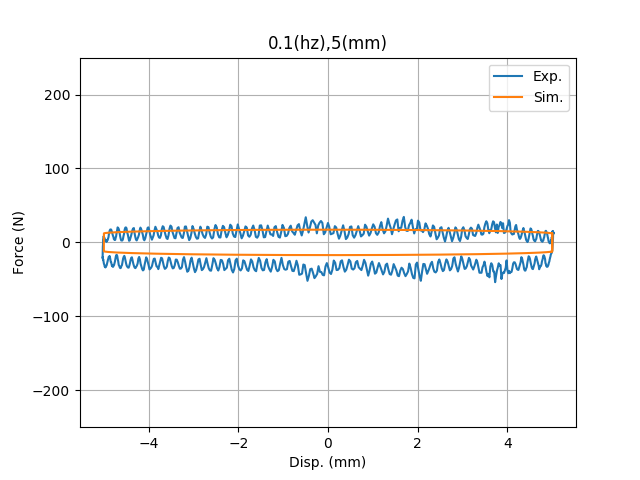 0.1(hz),5(mm)
Exp.
Sim.
200
100
0
−100
−200
Force (N)
−4
−2
0
2
4
Disp. (mm)